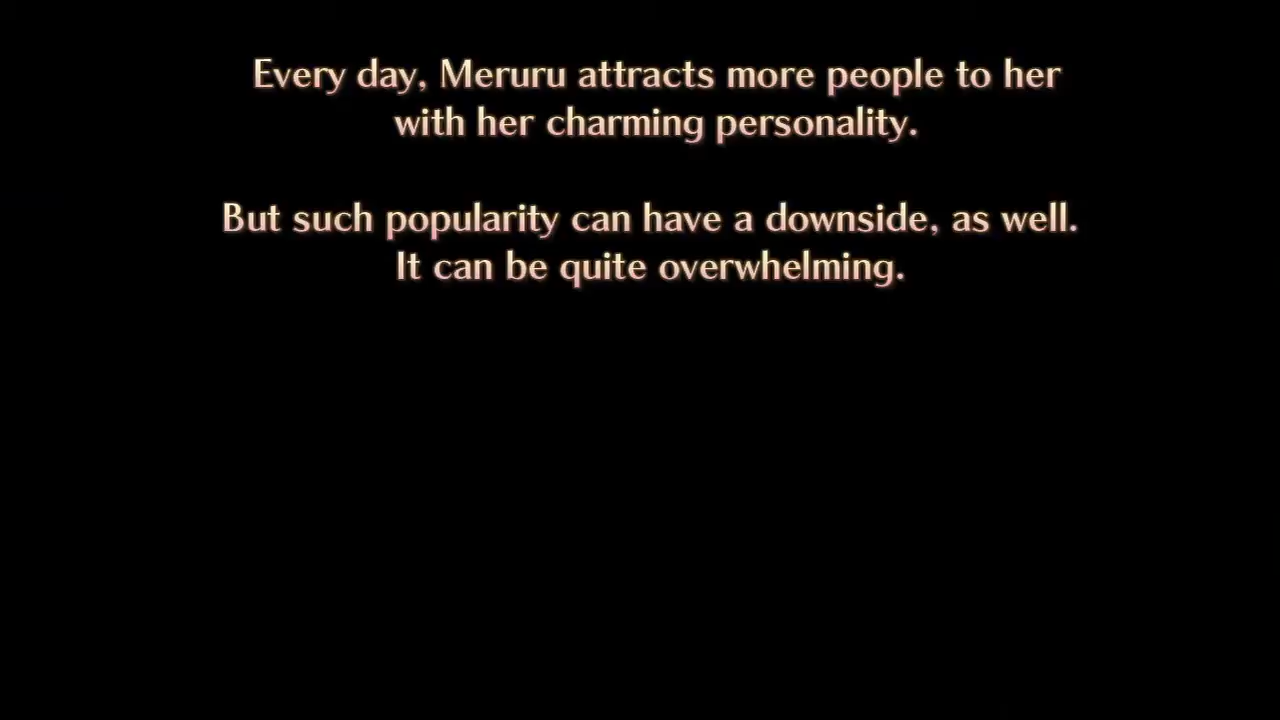 Every day, Meruru attracts more people to her
with her charming personality.
But such popularity can have a downside, as well.
It can be quite overwhelming.